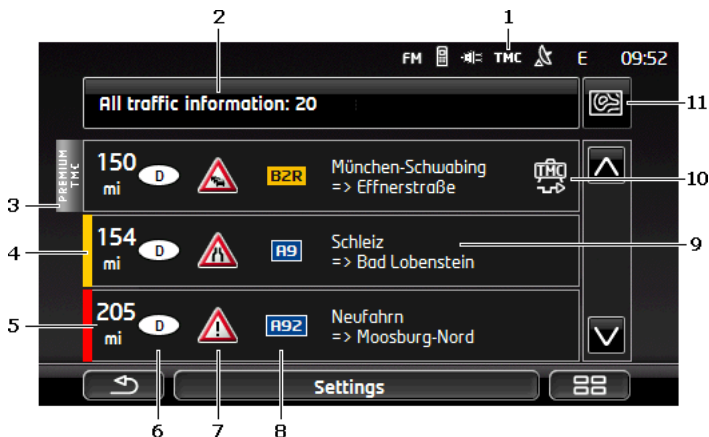 1
2
FM TMC E 09:52
All traffic information: 20
11
PREMIUM
TMC
150
mi
D
B2R
München-Schwabing
=> Effnerstraße
TMC
10
3
154
mi
D
A9
Schleiz
=> Bad Lobenstein
9
4
205
mi
D
A92
Neufahrn
=> Moosburg-Nord
5
Settings
6
7
8